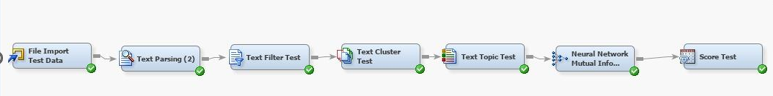 File Import
Test Data
Text Parsing (2)
Text Filter Test
Text Cluster
Test
Text Topic Test
Neural Network
Mutual Info...
Score Test